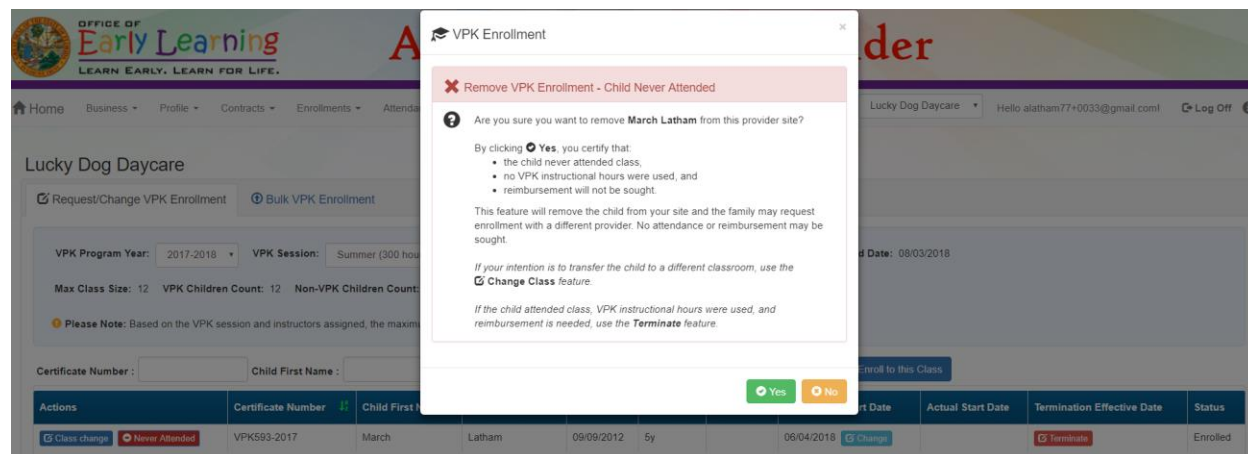 OFFICE OF
Early Learning
LEARN EARLY. LEARN FOR LIFE.
A
der
Home Business Profile Contracts Enrollments Attenda
Lucky Dog Daycare Hello alatham77+0033@gmail.com! Log Off
Lucky Dog Daycare
Request/Change VPK Enrollment Bulk VPK Enrollment
VPK Program Year: 2017-2018 VPK Session: Summer (300 hou
d Date: 08/03/2018
Max Class Size: 12 VPK Children Count: 12 Non-VPK Children Count:
Please Note: Based on the VPK session and instructors assigned, the maximu
Certificate Number : Child First Name : Enroll to this Class
Actions Certificate Number Child First N rt Date Actual Start Date Termination Effective Date Status
Class change Never Attended VPK593-2017 March Latham 09/09/2012 5y 06/04/2018 Change Terminate Enrolled
VPK Enrollment ×
Remove VPK Enrollment - Child Never Attended
Are you sure you want to remove March Latham from this provider site?
By clicking Yes, you certify that:
• the child never attended class,
• no VPK instructional hours were used, and
• reimbursement will not be sought.
This feature will remove the child from your site and the family may request
enrollment with a different provider. No attendance or reimbursement may be
sought.
If your intention is to transfer the child to a different classroom, use the
Change Class feature.
If the child attended class, VPK instructional hours were used, and
reimbursement is needed, use the Terminate feature.
Yes No